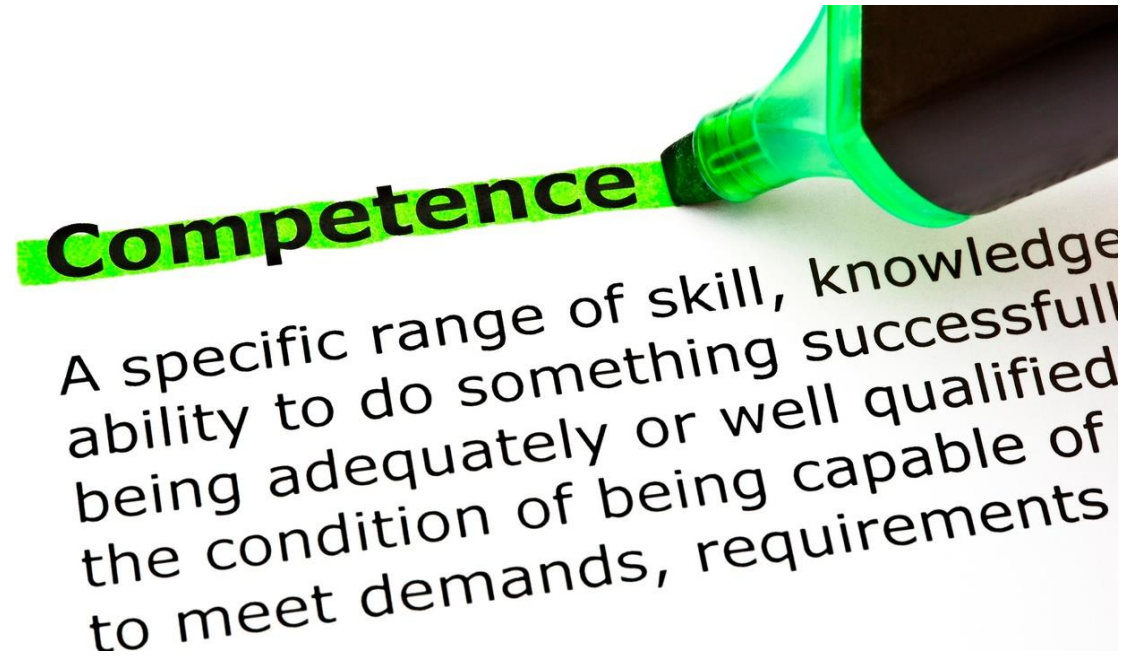 Competence
A specific range of skill, knowledge
ability to do something successfull
being adequately or well qualified
the condition of being capable of
to meet demands, requirements